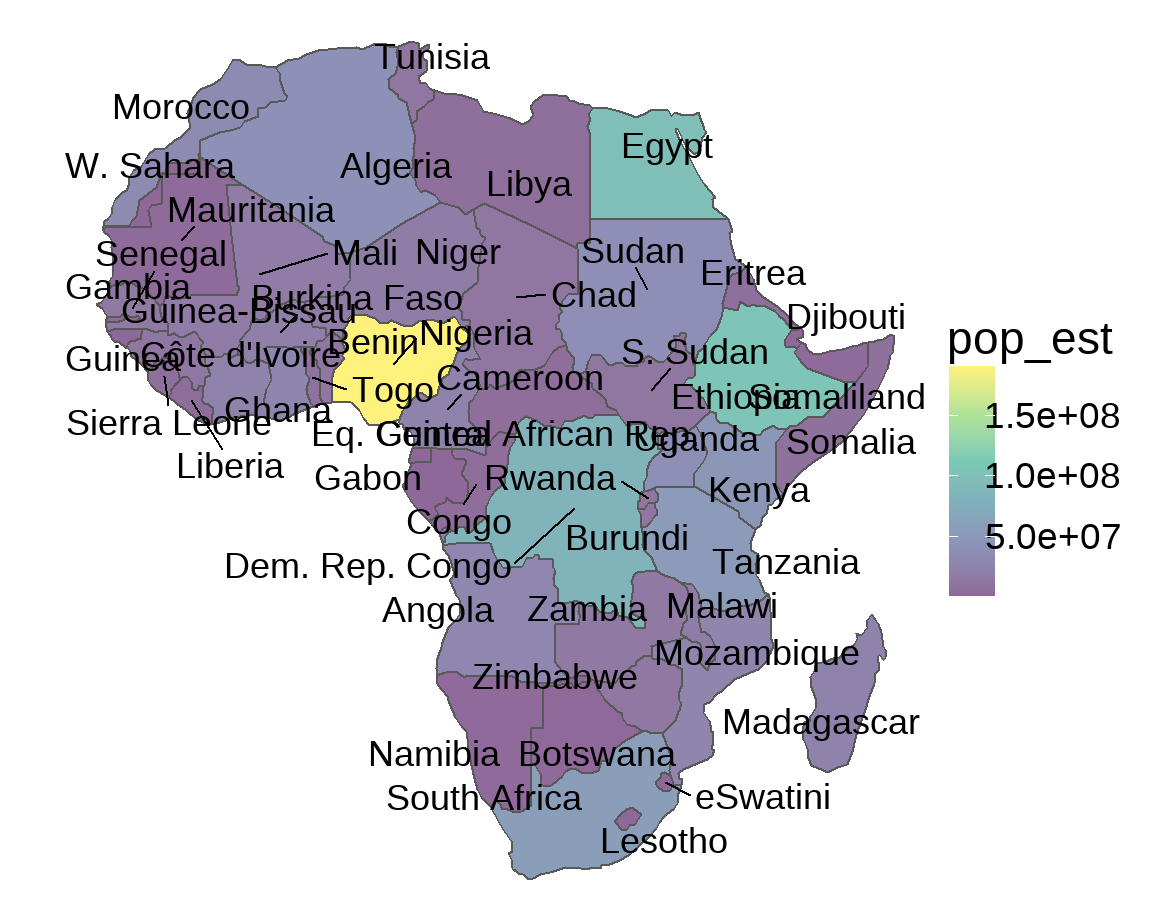 Tunisia
Morocco
Egypt
W. Sahara
Algeria
Libya
Mauritania
Senegal
Mali
Niger
Sudan
Eritrea
Gambia
Burkina Faso
Chad
Guinea-Bissau
Djibouti
Benin
Nigeria
pop_est
Guinea
Côte d'Ivoire
S. Sudan
Togo
Cameroon
Ethiopia
Somaliland
1.5e+08
Sierra Leone
Ghana
Eq. Guinea
Central African Rep.
Uganda
Somalia
Liberia
Gabon
Rwanda
Kenya
1.0e+08
Congo
Burundi
5.0e+07
Dem. Rep. Congo
Tanzania
Angola
Zambia
Malawi
Mozambique
Zimbabwe
Madagascar
Namibia
Botswana
South Africa
eSwatini
Lesotho